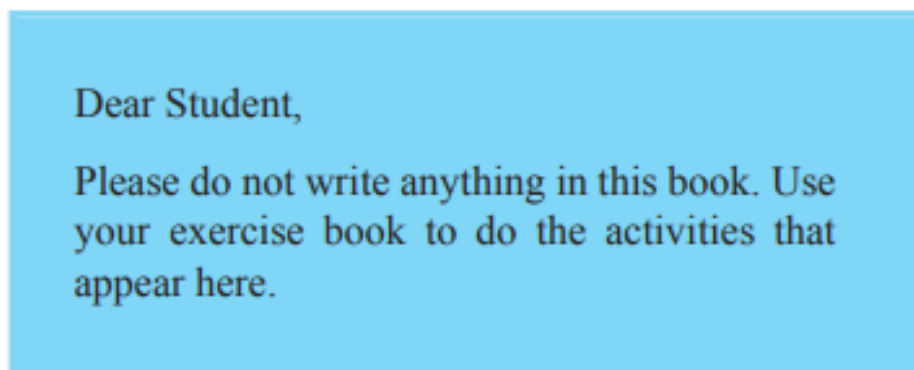 Dear Student,
Please do not write anything in this book. Use
your exercise book to do the activities that
appear here.